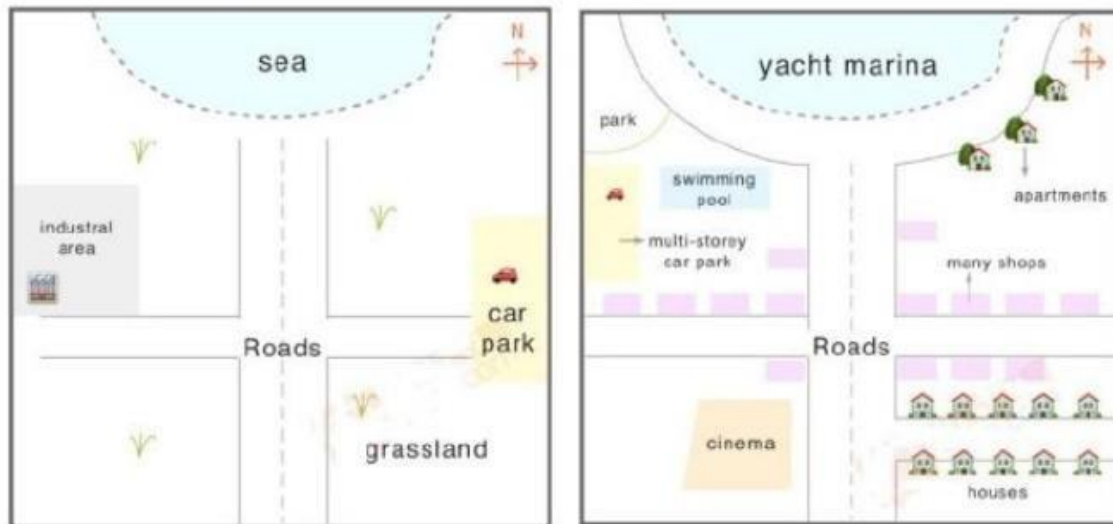 N
sea
industral
area
car
park
Roads
grassland
N
yacht marina
park
swimming
pool
apartments
multi-storey
car park
many shops
Roads
cinema
houses